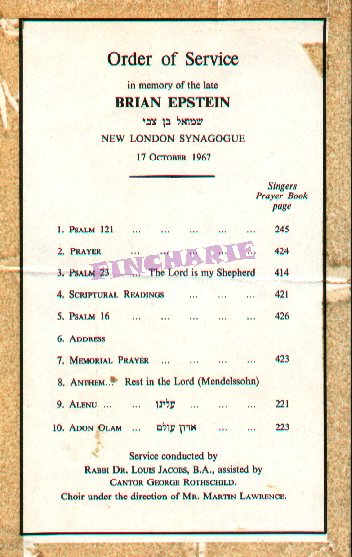 Order of Service
in memory of the late
BRIAN EPSTEIN
שמואל בן צבי
NEW LONDON SYNAGOGUE
17 OCTOBER 1967
Singers
Prayer Book
page
1. PSALM 121 ... ... ... ... 245
2. PRAYER ... ... ... ... 424
3. PSALM 23 ... The Lord is my Shepherd 414
FINCHARIE
4. SCRIPTURAL READINGS ... ... ... 421
5. PSALM 16 ... ... ... ... 426
6. ADDRESS
7. MEMORIAL PRAYER ... ... ... 423
8. ANTHEM... Rest in the Lord (Mendelssohn)
9. ALENU ... ... עלינו ... ... ... 221
10. ADON OLAM ... אדון עולם ... ... 223
Service conducted by
RABBI DR. LOUIS JACOBS, B.A., assisted by
CANTOR GEORGE ROTHSCHILD.
Choir under the direction of MR. MARTIN LAWRENCE.